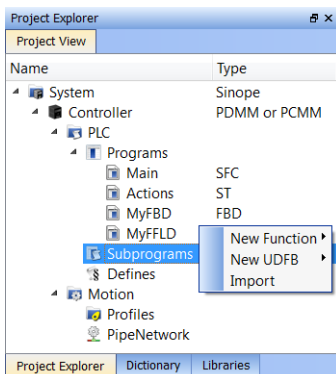 Project Explorer
Project View
Name Type
System Sinope
Controller PDMM or PCMM
PLC
Programs
Main SFC
Actions ST
MyFBD FBD
MyFFLD
Subprograms
New Function
New UDFB
Import
Defines
Motion
Profiles
PipeNetwork
Project Explorer Dictionary Libraries